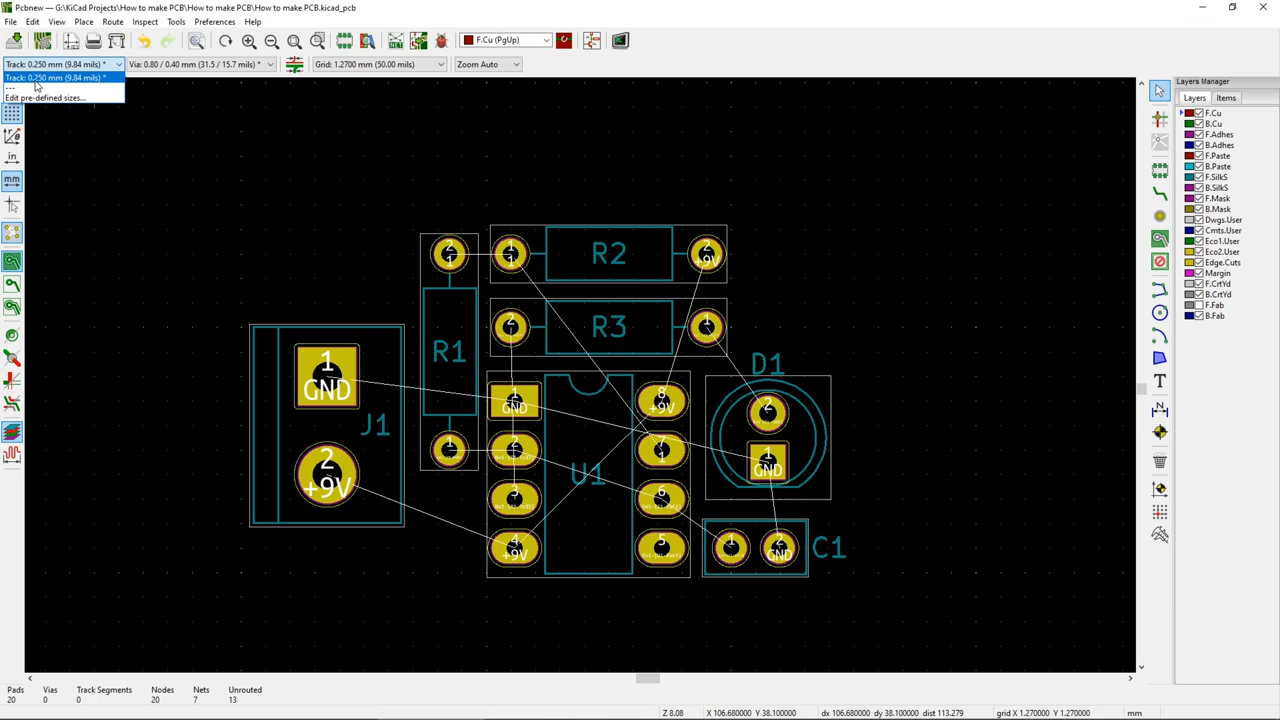 Pcbnew — G:\KiCad Projects\How to make PCB\How to make PCB\How to make PCB.kicad_pcb
File Edit View Place Route Inspect Tools Preferences Help
F.Cu (PgUp)
Track: 0.250 mm (9.84 mils) * Via: 0.80 / 0.40 mm (31.5 / 15.7 mils) * Grid: 1.2700 mm (50.00 mils) Zoom Auto
Track: 0.250 mm (9.84 mils) *
---
Edit pre-defined sizes...
in
mm
Layers Manager
Layers Items
F.Cu
B.Cu
F.Adhes
B.Adhes
F.Paste
B.Paste
F.SilkS
B.SilkS
F.Mask
B.Mask
Dwgs.User
Cmts.User
Eco1.User
Eco2.User
Edge.Cuts
Margin
F.CrtYd
B.CrtYd
F.Fab
B.Fab
2
1
1
1
R2
2
+9V
2
R3
1
R1
1
1
GND
J1
2
+9V
D1
2
1
GND
1
GND
8
+9V
2
7
1
U1
3
6
4
+9V
5
1
2
GND
C1
Pads Vias Track Segments Nodes Nets Unrouted
20 0 0 20 7 13
Z 8.08 X 106.680000 Y 38.100000 dx 106.680000 dy 38.100000 dist 113.279 grid X 1.270000 Y 1.270000 mm